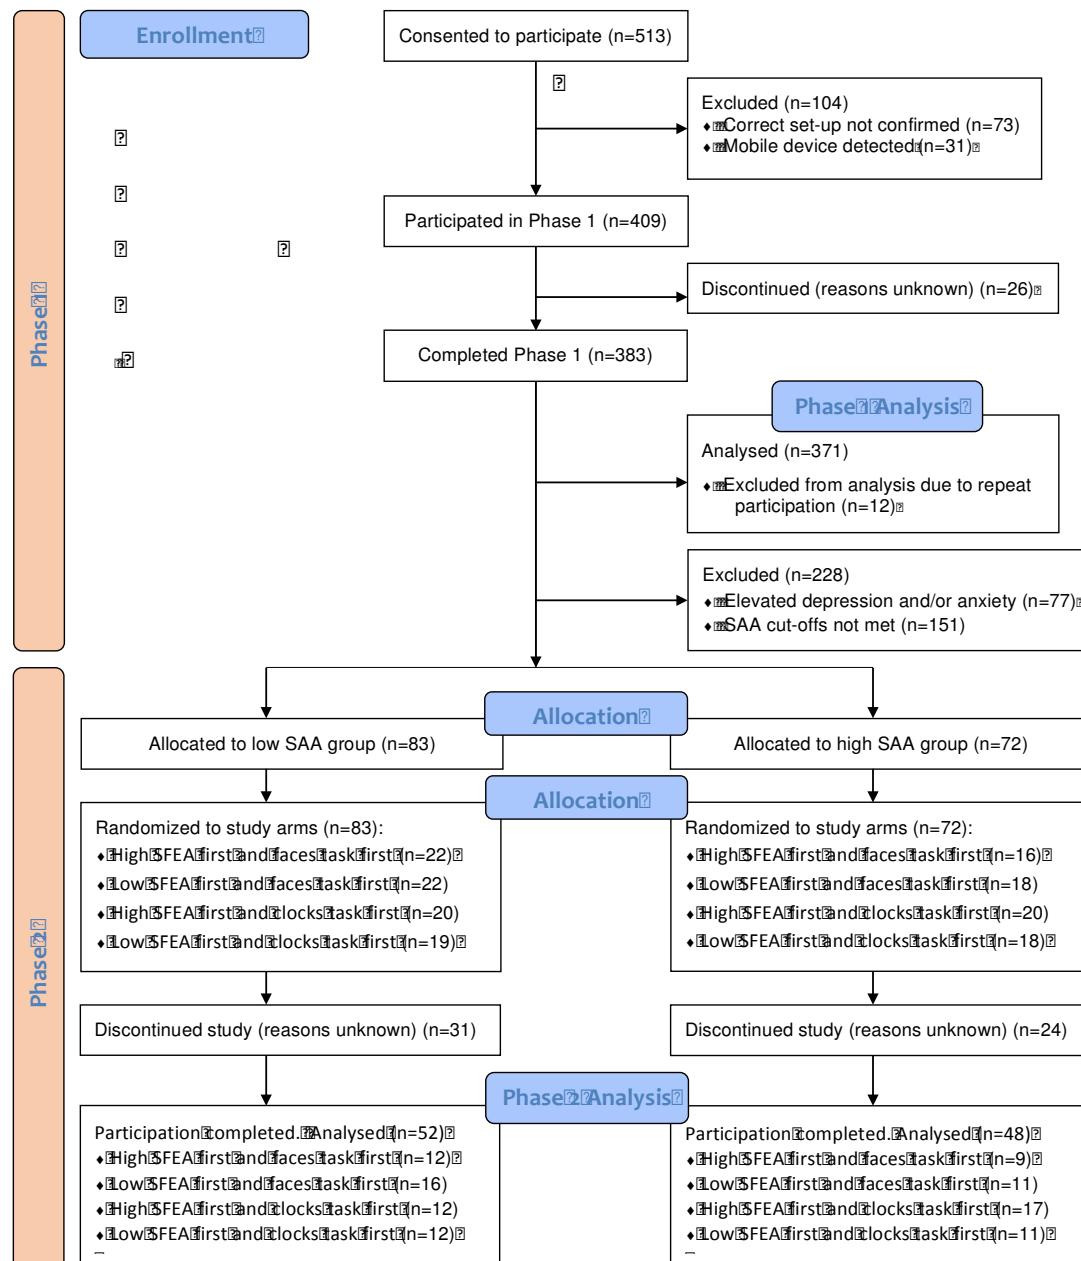 Enrollment
Consented to participate (n=513)
Excluded (n=104)
♦ Correct set-up not confirmed (n=73)
♦ Mobile device detected (n=31)
Participated in Phase 1 (n=409)
Discontinued (reasons unknown) (n=26)
Completed Phase 1 (n=383)
Phase 1
Phase 1 Analysis
Analysed (n=371)
♦ Excluded from analysis due to repeat
participation (n=12)
Excluded (n=228)
♦ Elevated depression and/or anxiety (n=77)
♦ SAA cut-offs not met (n=151)
Allocation
Allocated to low SAA group (n=83)
Allocated to high SAA group (n=72)
Allocation
Randomized to study arms (n=83):
♦ High SFEA first and faces task first (n=22)
♦ Low SFEA first and faces task first (n=22)
♦ High SFEA first and clocks task first (n=20)
♦ Low SFEA first and clocks task first (n=19)
Randomized to study arms (n=72):
♦ High SFEA first and faces task first (n=16)
♦ Low SFEA first and faces task first (n=18)
♦ High SFEA first and clocks task first (n=20)
♦ Low SFEA first and clocks task first (n=18)
Phase 2
Discontinued study (reasons unknown) (n=31)
Discontinued study (reasons unknown) (n=24)
Phase 2 Analysis
Participation completed. Analysed (n=52)
♦ High SFEA first and faces task first (n=12)
♦ Low SFEA first and faces task first (n=16)
♦ High SFEA first and clocks task first (n=12)
♦ Low SFEA first and clocks task first (n=12)
Participation completed. Analysed (n=48)
♦ High SFEA first and faces task first (n=9)
♦ Low SFEA first and faces task first (n=11)
♦ High SFEA first and clocks task first (n=17)
♦ Low SFEA first and clocks task first (n=11)